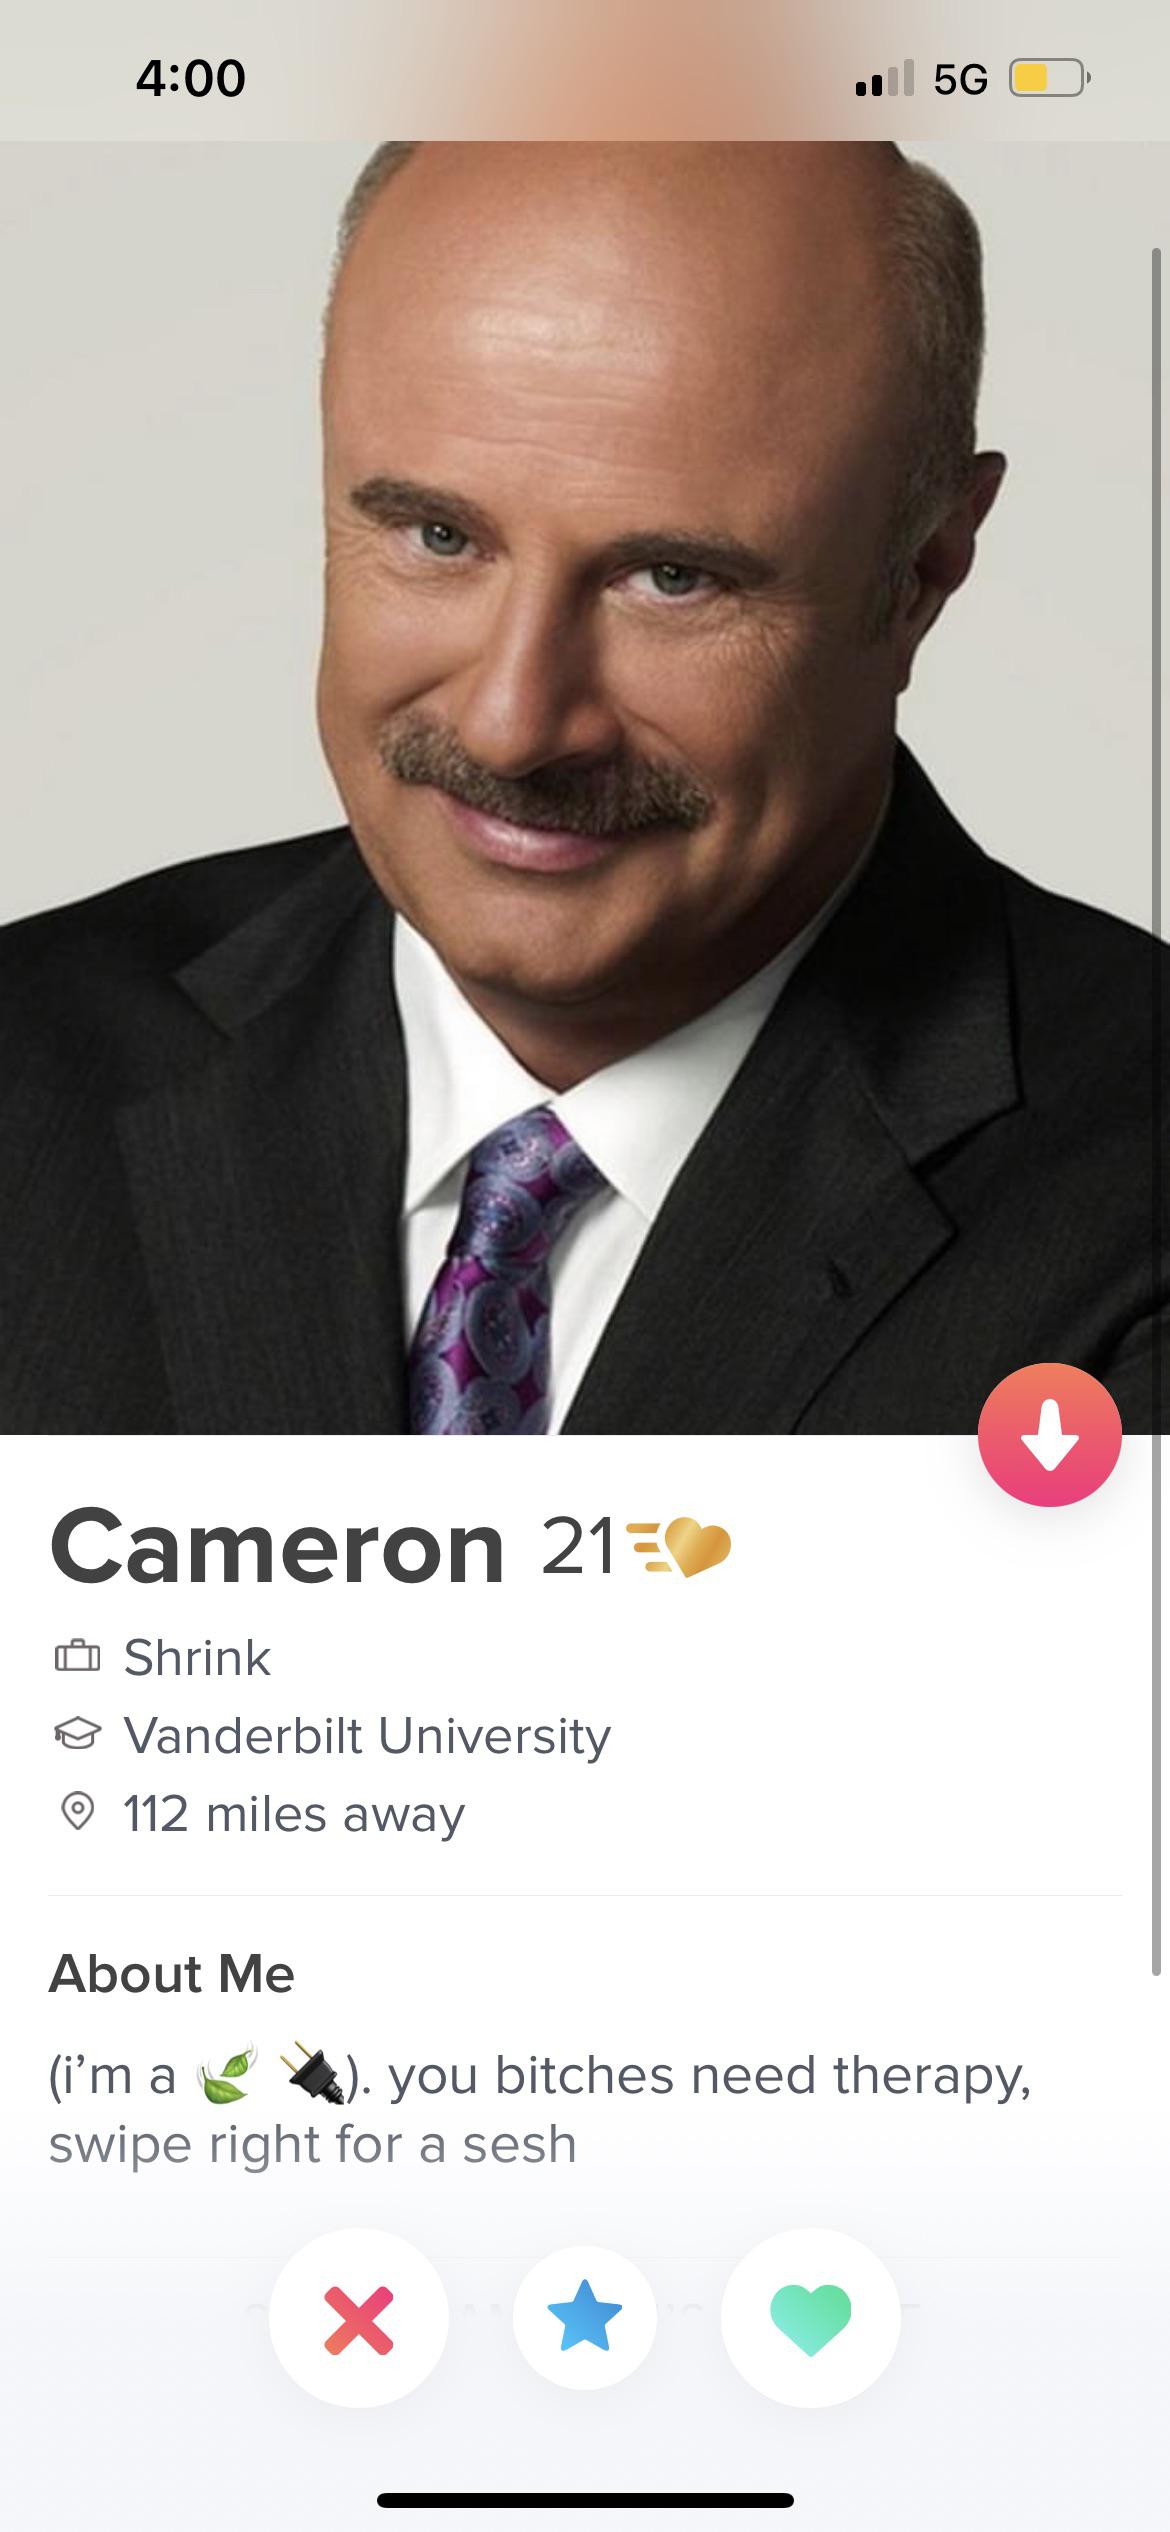 4:00 5G
Cameron 21
Shrink
Vanderbilt University
112 miles away
About Me
(i’m a 🍃 🔌). you bitches need therapy,
swipe right for a sesh